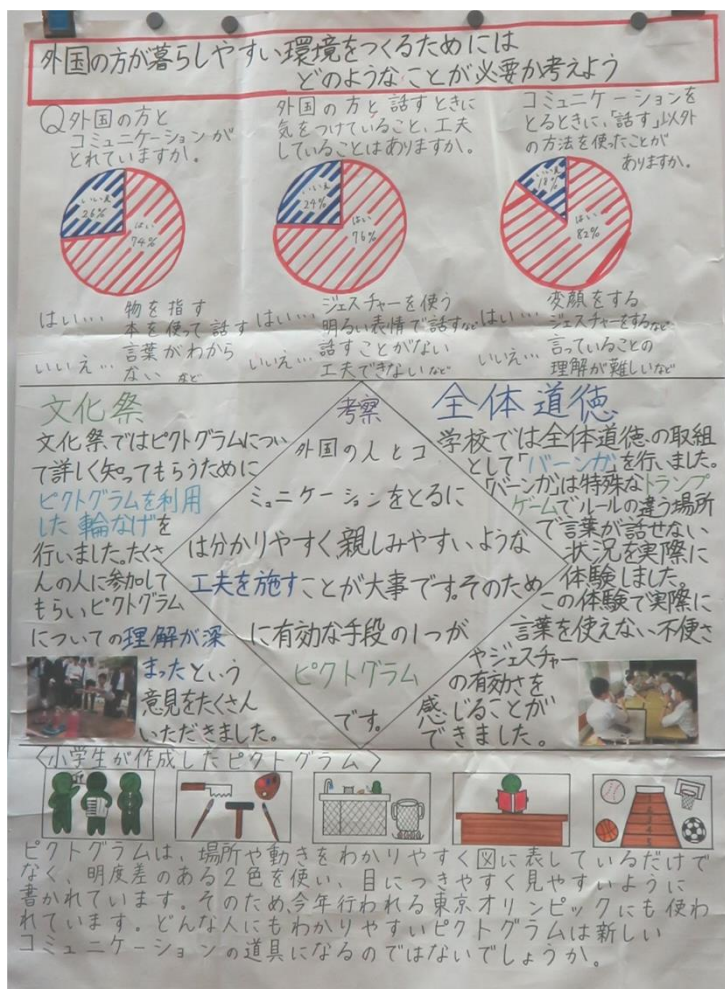 外国の方が暮らしやすい環境をつくるためには
どのようなことが必要か考えよう
Q外国の方と
コミュニケーションが
とれていますか。
いいえ
26%
はい
74%
はい…物を指す
本を使って話す
いいえ…言葉がわから
ない など
外国の方と話すときに
気をつけていること、工夫
していることはありますか。
いいえ
24%
はい
76%
はい…ジェスチャーを使う
明るい表情で話すなど
いいえ…話すことがない
工夫できないなど
コミュニケーションを
とるときに、「話す」以外
の方法を使ったことが
ありますか。
いいえ
18%
はい
82%
はい…変顔をする
ジェスチャーをするなど
いいえ…言っていることの
理解が難しいなど
文化祭
文化祭ではピクトグラムについ
て詳しく知ってもらうために
ピクトグラムを利用
した輪なげを
行いました。たくさ
んの人に参加して
もらい、ピクトグラム
についての理解が深
まったという
意見をたくさん
いただきました。
考察
外国の人とコ
ミュニケーションをとるに
は分かりやすく、親しみやすい、ような
工夫を施すことが大事です。そのため
に有効な手段の1つが
ピクトグラム
です。
全体道徳
学校では全体道徳の取組
として「バーンガ」を行いました。
「バーンガ」は特殊なトランプ
ゲームでルールの違う場所
で言葉が話せない
状況を実際に
体験しました。
この体験で実際に
言葉を使えない不便さ
やジェスチャー
の有効さを
感じることが
できました。
〈小学生が作成したピクトグラム〉
ピクトグラムは、場所や動きをわかりやすく図に表しているだけで
なく、明度差のある2色を使い、目につきやすく見やすいように
書かれています。そのため、今年行われる東京オリンピックにも使わ
れています。どんな人にもわかりやすいピクトグラムは新しい
コミュニケーションの道具になるのではないでしょうか。